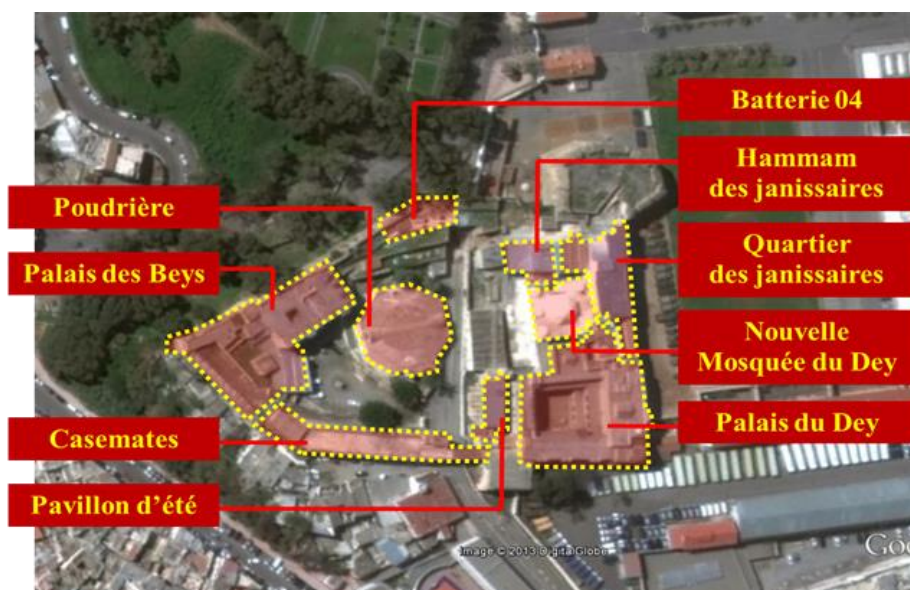 Batterie 04
Hammam
des janissaires
Poudrière
Quartier
des janissaires
Palais des Beys
Nouvelle
Mosquée du Dey
Casemates
Palais du Dey
Pavillon d'été
Image © 2013 DigitalGlobe
Goo